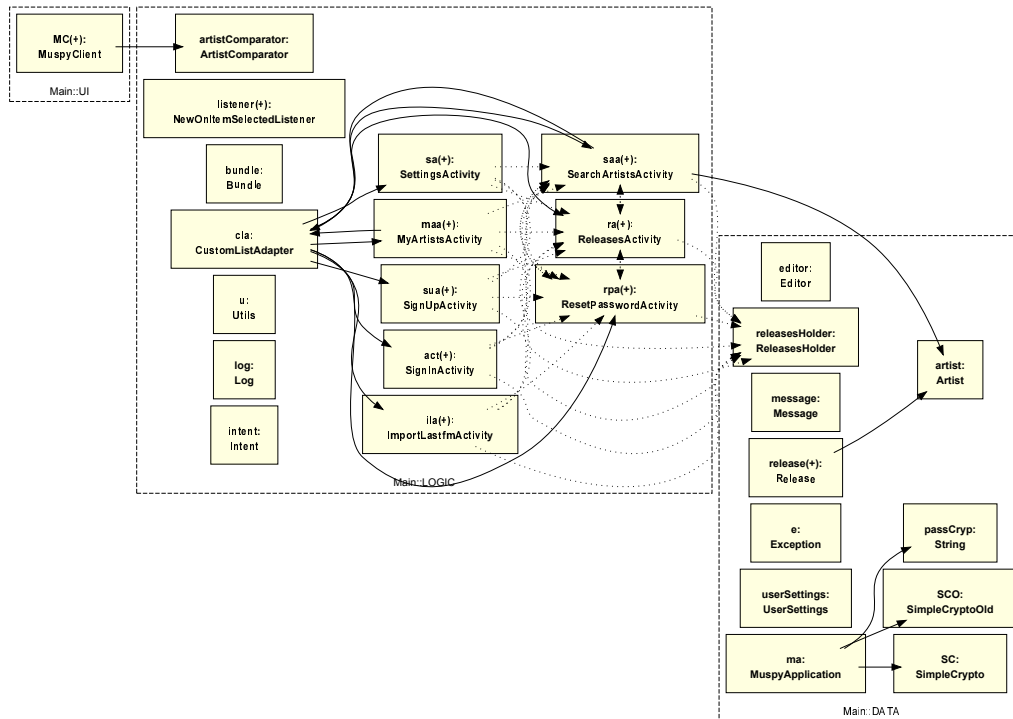 MC(+):
MuspyClient
Main::UI
artistComparator:
ArtistComparator
listener(+):
NewOnItemSelectedListener
bundle:
Bundle
cla:
CustomListAdapter
u:
Utils
log:
Log
intent:
Intent
sa(+):
SettingsActivity
maa(+):
MyArtistsActivity
sua(+):
SignUpActivity
act(+):
SignInActivity
ila(+):
ImportLastfmActivity
saa(+):
SearchArtistsActivity
ra(+):
ReleasesActivity
rpa(+):
ResetPasswordActivity
Main::LOGIC
editor:
Editor
releasesHolder:
ReleasesHolder
message:
Message
release(+):
Release
e:
Exception
userSettings:
UserSettings
ma:
MuspyApplication
artist:
Artist
passCryp:
String
SCO:
SimpleCryptoOld
SC:
SimpleCrypto
Main::DATA